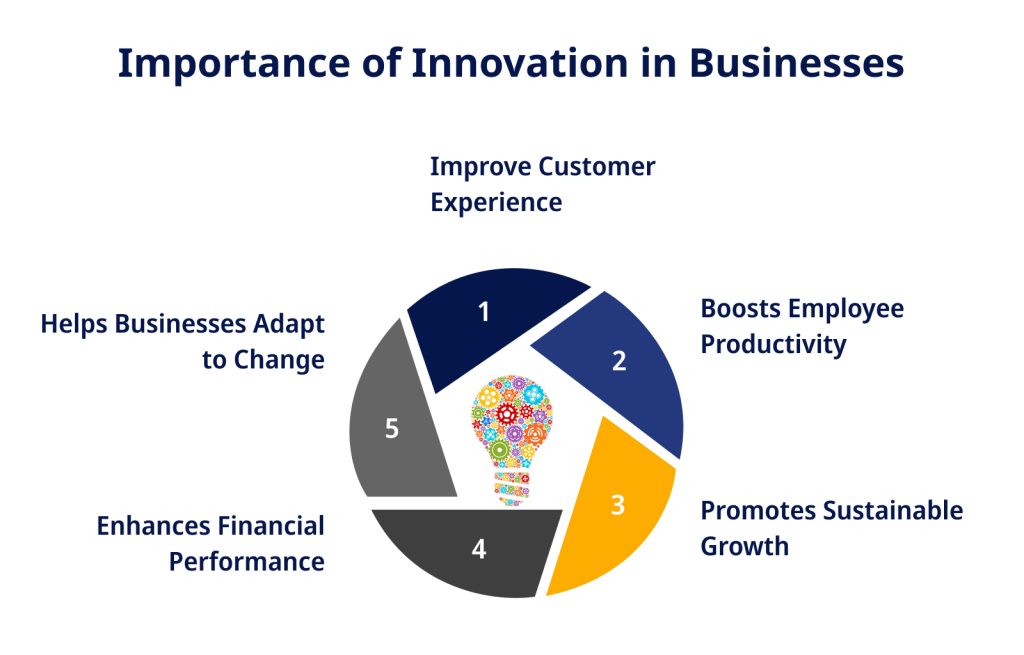 Importance of Innovation in Businesses
Improve Customer
Experience
1
Boosts Employee
Productivity
2
Promotes Sustainable
Growth
3
Enhances Financial
Performance
4
Helps Businesses Adapt
to Change
5